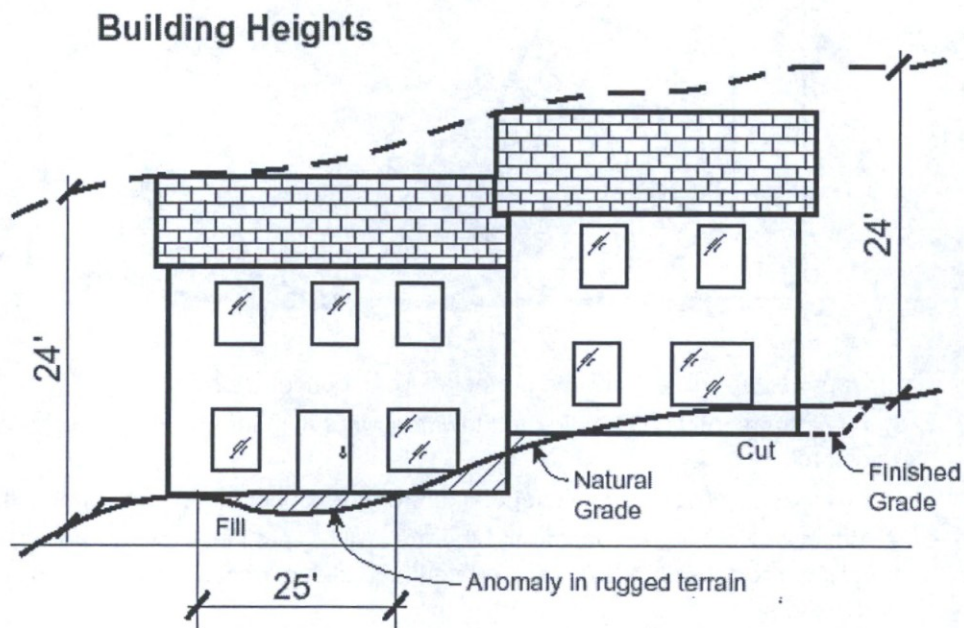 Building Heights
24'
24'
Natural
Grade
Cut
Finished
Grade
Fill
25'
Anomaly in rugged terrain